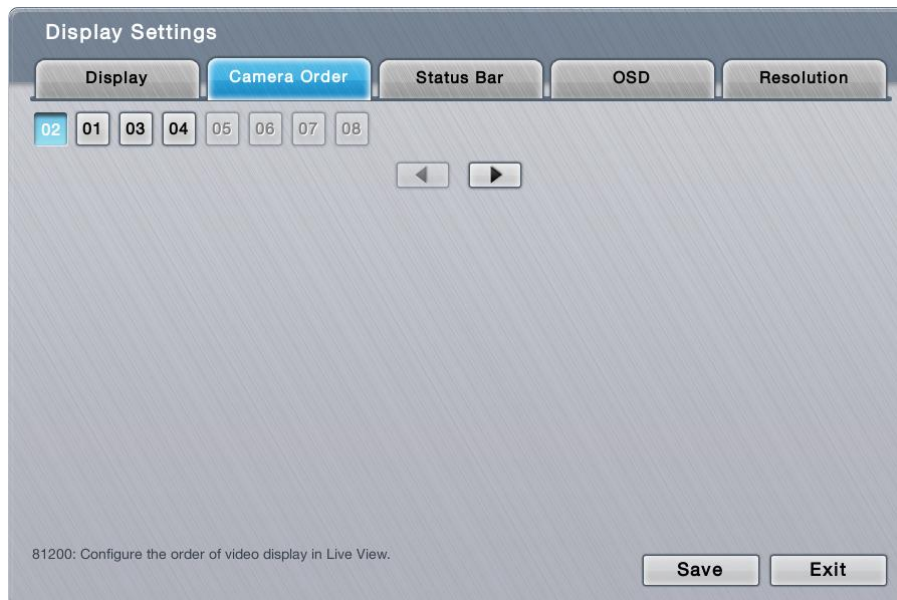 Display Settings
Display Camera Order Status Bar OSD Resolution
02 01 03 04 05 06 07 08
81200: Configure the order of video display in Live View.
Save Exit